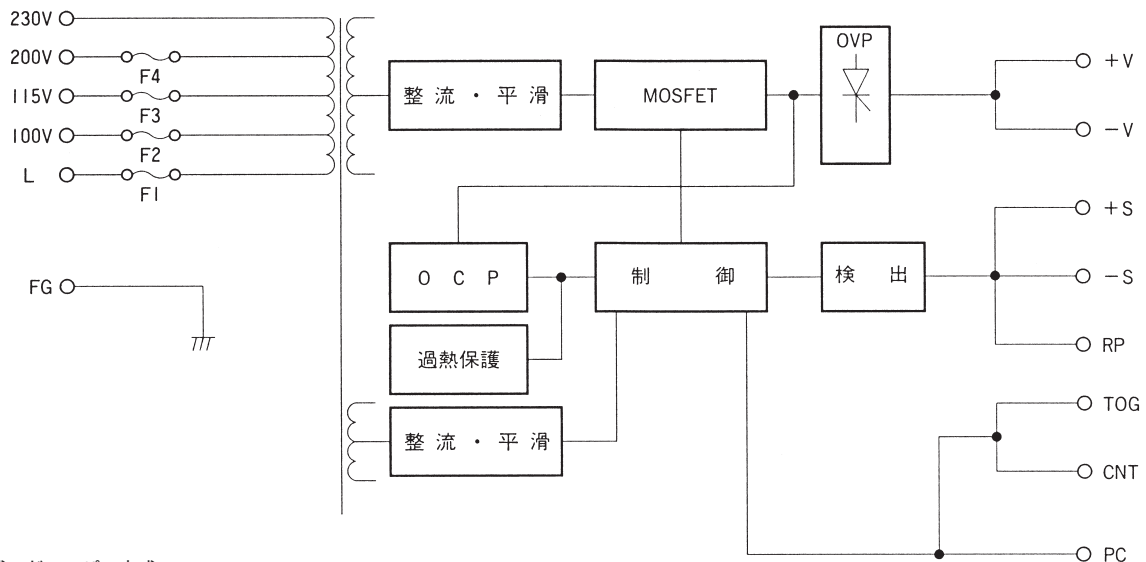 230V
200V
F4
115V
F3
100V
F2
L
F1
FG
整流・平滑
MOSFET
OVP
+V
−V
OCP
制御
検出
過熱保護
整流・平滑
+S
−S
RP
TOG
CNT
PC